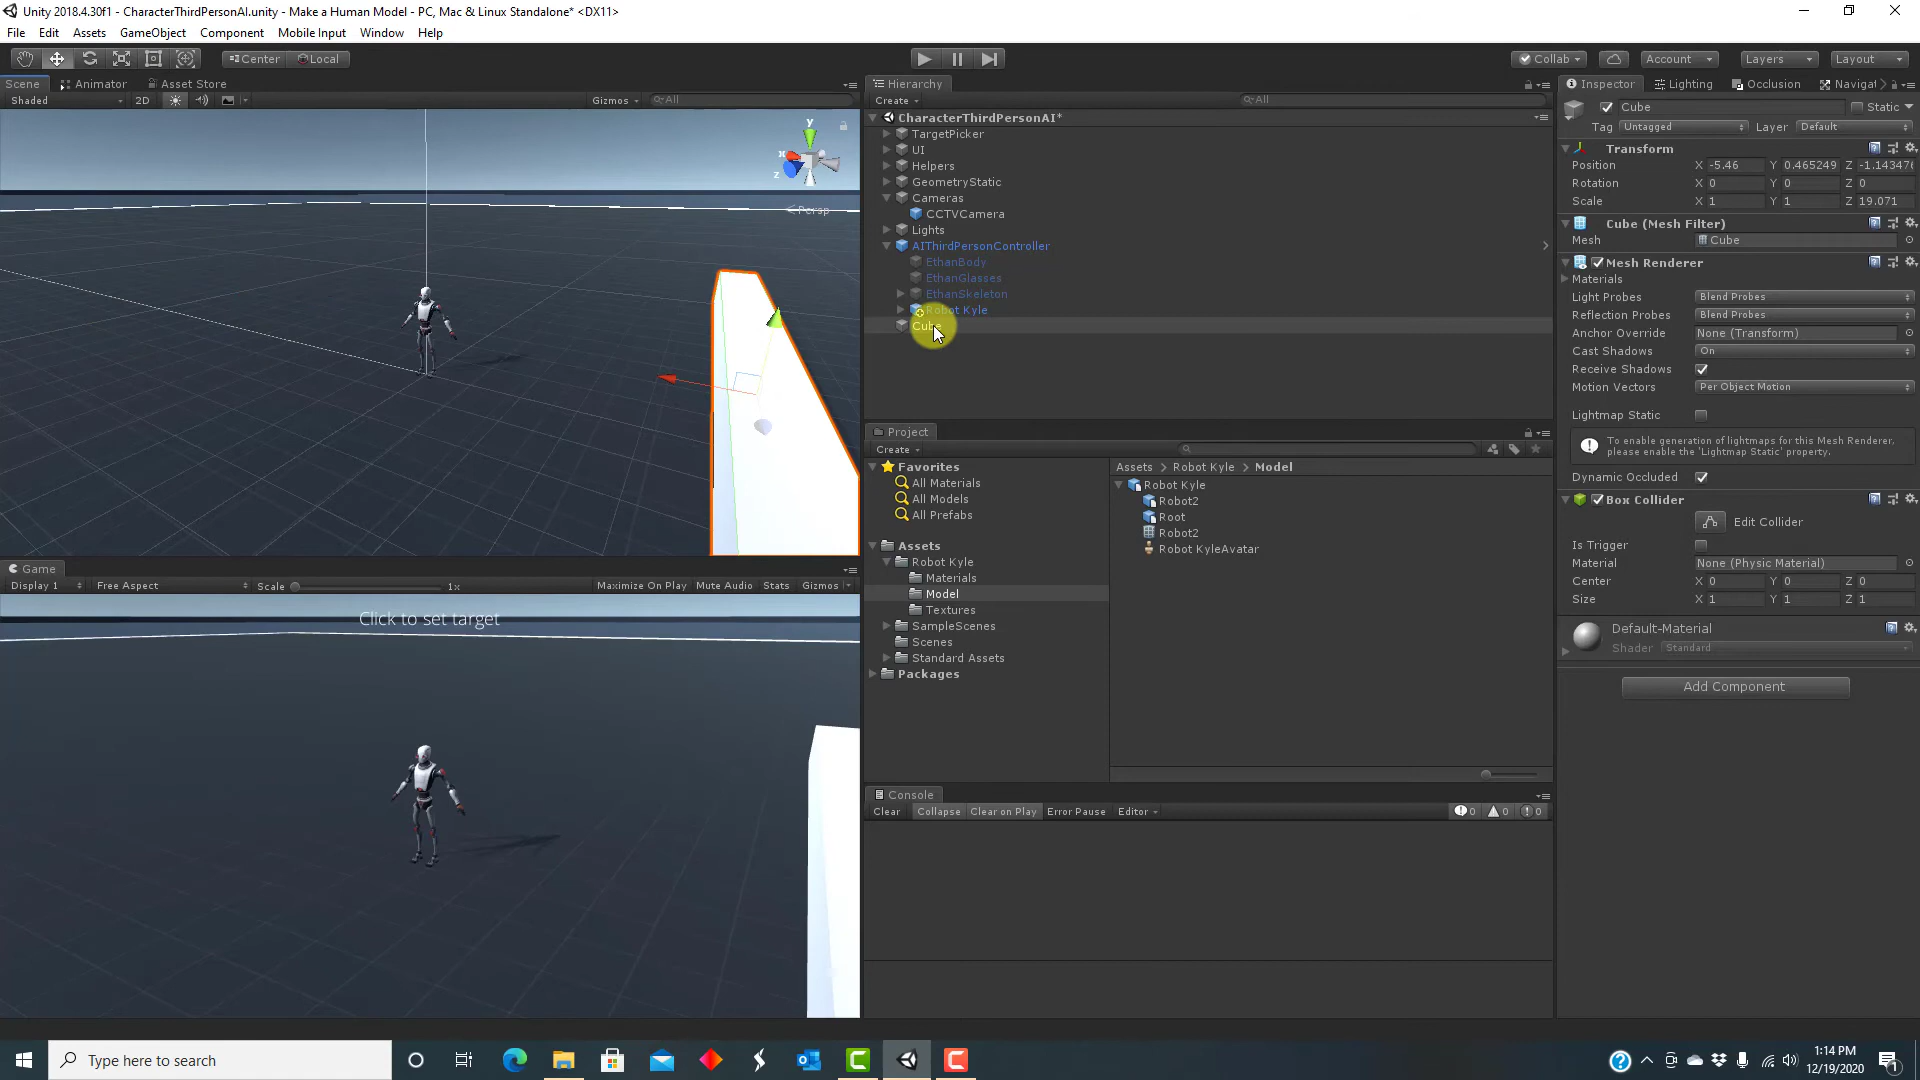 Unity 2018.4.30f1 - CharacterThirdPersonAI.unity - Make a Human Model - PC, Mac & Linux Standalone* <DX11>
File Edit Assets GameObject Component Mobile Input Window Help
Center Local
Collab Account Layers Layout
Scene Animator Asset Store
Shaded 2D Gizmos All
y
x
z
Persp
Game
Display 1 Free Aspect Scale 1x Maximize On Play Mute Audio Stats Gizmos
Click to set target
Hierarchy
Create All
CharacterThirdPersonAI*
TargetPicker
UI
Helpers
GeometryStatic
Cameras
CCTVCamera
Lights
AIThirdPersonController
EthanBody
EthanGlasses
EthanSkeleton
Robot Kyle
Cube
Project
Create
Favorites
All Materials
All Models
All Prefabs
Assets
Robot Kyle
Materials
Model
Textures
SampleScenes
Scenes
Standard Assets
Packages
Assets > Robot Kyle > Model
Robot Kyle
Robot2
Root
Robot2
Robot KyleAvatar
Console
Clear Collapse Clear on Play Error Pause Editor 0 0 0
Inspector Lighting Occlusion Navigat
Cube Static
Tag Untagged Layer Default
Transform
Position X -5.46 Y 0.465249 Z -1.143476
Rotation X 0 Y 0 Z 0
Scale X 1 Y 1 Z 19.071
Cube (Mesh Filter)
Mesh Cube
Mesh Renderer
Materials
Light Probes Blend Probes
Reflection Probes Blend Probes
Anchor Override None (Transform)
Cast Shadows On
Receive Shadows
Motion Vectors Per Object Motion
Lightmap Static
To enable generation of lightmaps for this Mesh Renderer,
please enable the 'Lightmap Static' property.
Dynamic Occluded
Box Collider
Edit Collider
Is Trigger
Material None (Physic Material)
Center X 0 Y 0 Z 0
Size X 1 Y 1 Z 1
Default-Material
Shader Standard
Add Component
Type here to search
1:14 PM
12/19/2020
1